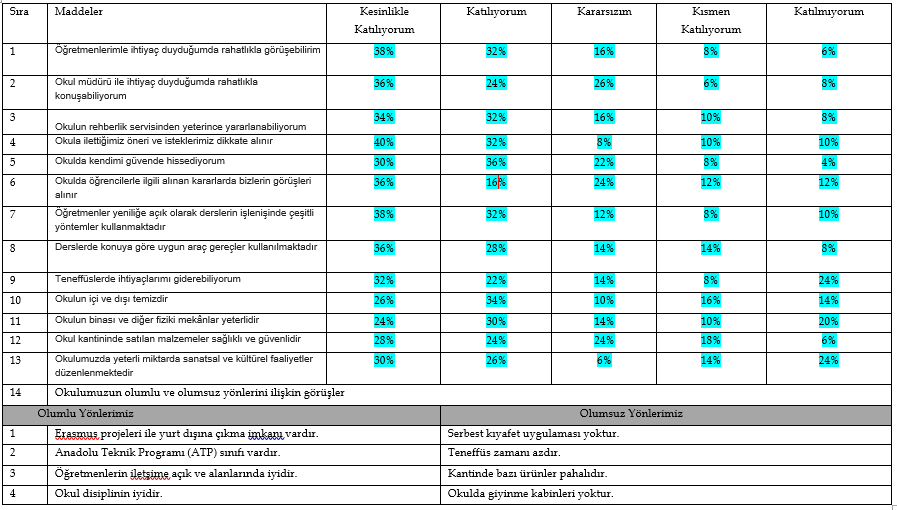 Sıra Maddeler Kesinlikle Katılıyorum Katılıyorum Kararsızım Kısmen Katılıyorum Katılmıyorum
1 Öğretmenlerimle ihtiyaç duyduğumda rahatlıkla görüşebilirim 38% 32% 16% 8% 6%
2 Okul müdürü ile ihtiyaç duyduğumda rahatlıkla 36% 24% 26% 6% 8%
konuşabiliyorum
3 Okulun rehberlik servisinden yeterince yararlanabiliyorum 34% 32% 16% 10% 8%
4 Okula ilettiğimiz öneri ve isteklerimiz dikkate alınır 40% 32% 8% 10% 10%
5 Okulda kendimi güvende hissediyorum 30% 36% 22% 8% 4%
6 Okulda öğrencilerle ilgili alınan kararlarda bizlerin görüşleri 36% 16% 24% 12% 12%
alınır
7 Öğretmenler yeniliğe açık olarak derslerin işlenişinde çeşitli 38% 32% 12% 8% 10%
yöntemler kullanmaktadır
8 Derslerde konuya göre uygun araç gereçler kullanılmaktadır 36% 28% 14% 14% 8%
9 Teneffüslerde ihtiyaçlarımı giderebiliyorum 32% 22% 14% 8% 24%
10 Okulun içi ve dışı temizdir 26% 34% 10% 16% 14%
11 Okulun binası ve diğer fiziki mekânlar yeterlidir 24% 30% 14% 10% 20%
12 Okul kantininde satılan malzemeler sağlıklı ve güvenlidir 28% 24% 24% 18% 6%
13 Okulumuzda yeterli miktarda sanatsal ve kültürel faaliyetler 30% 26% 6% 14% 24%
düzenlenmektedir
14 Okulumuzun olumlu ve olumsuz yönlerini ilişkin görüşler
Olumlu Yönlerimiz Olumsuz Yönlerimiz
1 Erasmus projeleri ile yurt dışına çıkma imkanı vardır. Serbest kıyafet uygulaması yoktur.
2 Anadolu Teknik Programı (ATP) sınıfı vardır. Teneffüs zamanı azdır.
3 Öğretmenlerin iletşime açık ve alanlarında iyidir. Kantinde bazı ürünler pahalıdır.
4 Okul disiplinin iyidir. Okulda giyinme kabinleri yoktur.